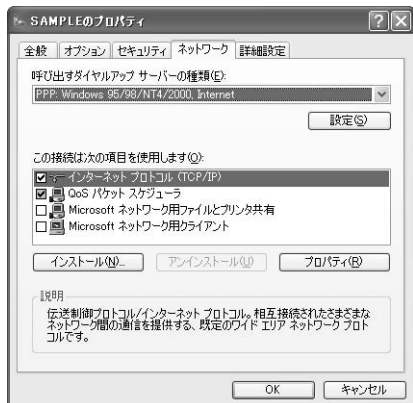 SAMPLEのプロパティ
全般 オプション セキュリティ ネットワーク 詳細設定
呼び出すダイヤルアップ サーバーの種類(E):
PPP: Windows 95/98/NT4/2000, Internet
設定(S)
この接続は次の項目を使用します(O):
インターネット プロトコル (TCP/IP)
QoS パケット スケジューラ
Microsoft ネットワーク用ファイルとプリンタ共有
Microsoft ネットワーク用クライアント
インストール(N)... アンインストール(U) プロパティ(R)
説明
伝送制御プロトコル/インターネット プロトコル。相互接続されたさまざまな
ネットワーク間の通信を提供する、既定のワイド エリア ネットワーク プロト
コルです。
OK キャンセル